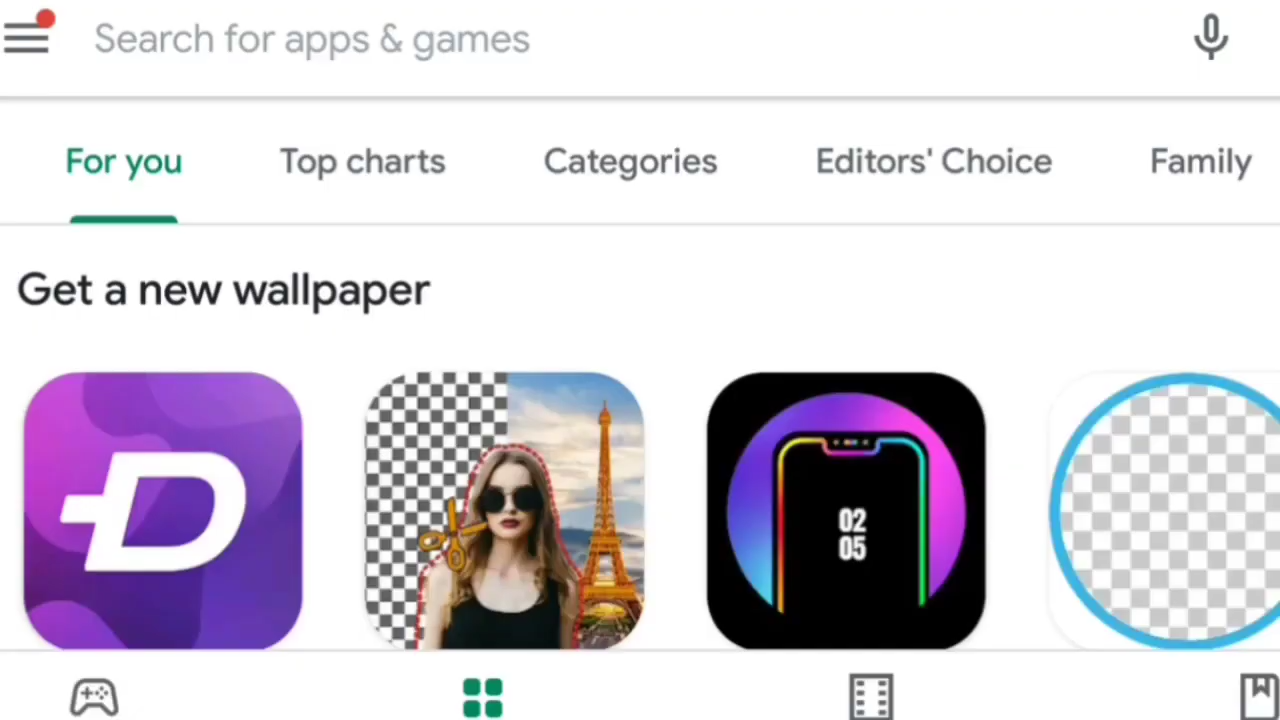 Search for apps & games
For you Top charts Categories Editors' Choice Family
Get a new wallpaper
02
05